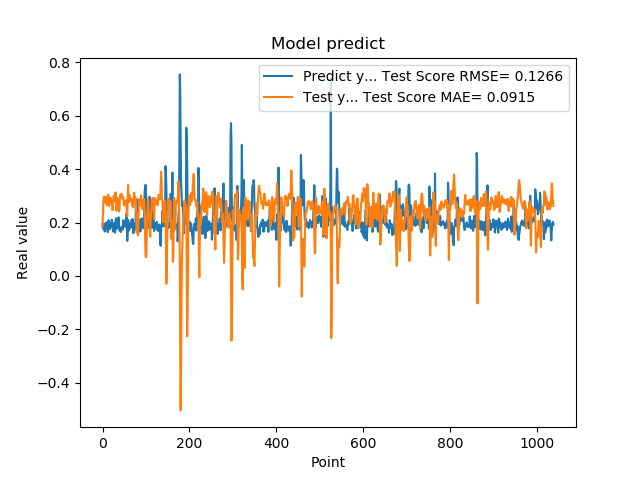 Model predict
Predict y... Test Score RMSE= 0.1266
Test y... Test Score MAE= 0.0915
0.8
0.6
0.4
0.2
0.0
−0.2
−0.4
Real value
0 200 400 600 800 1000
Point